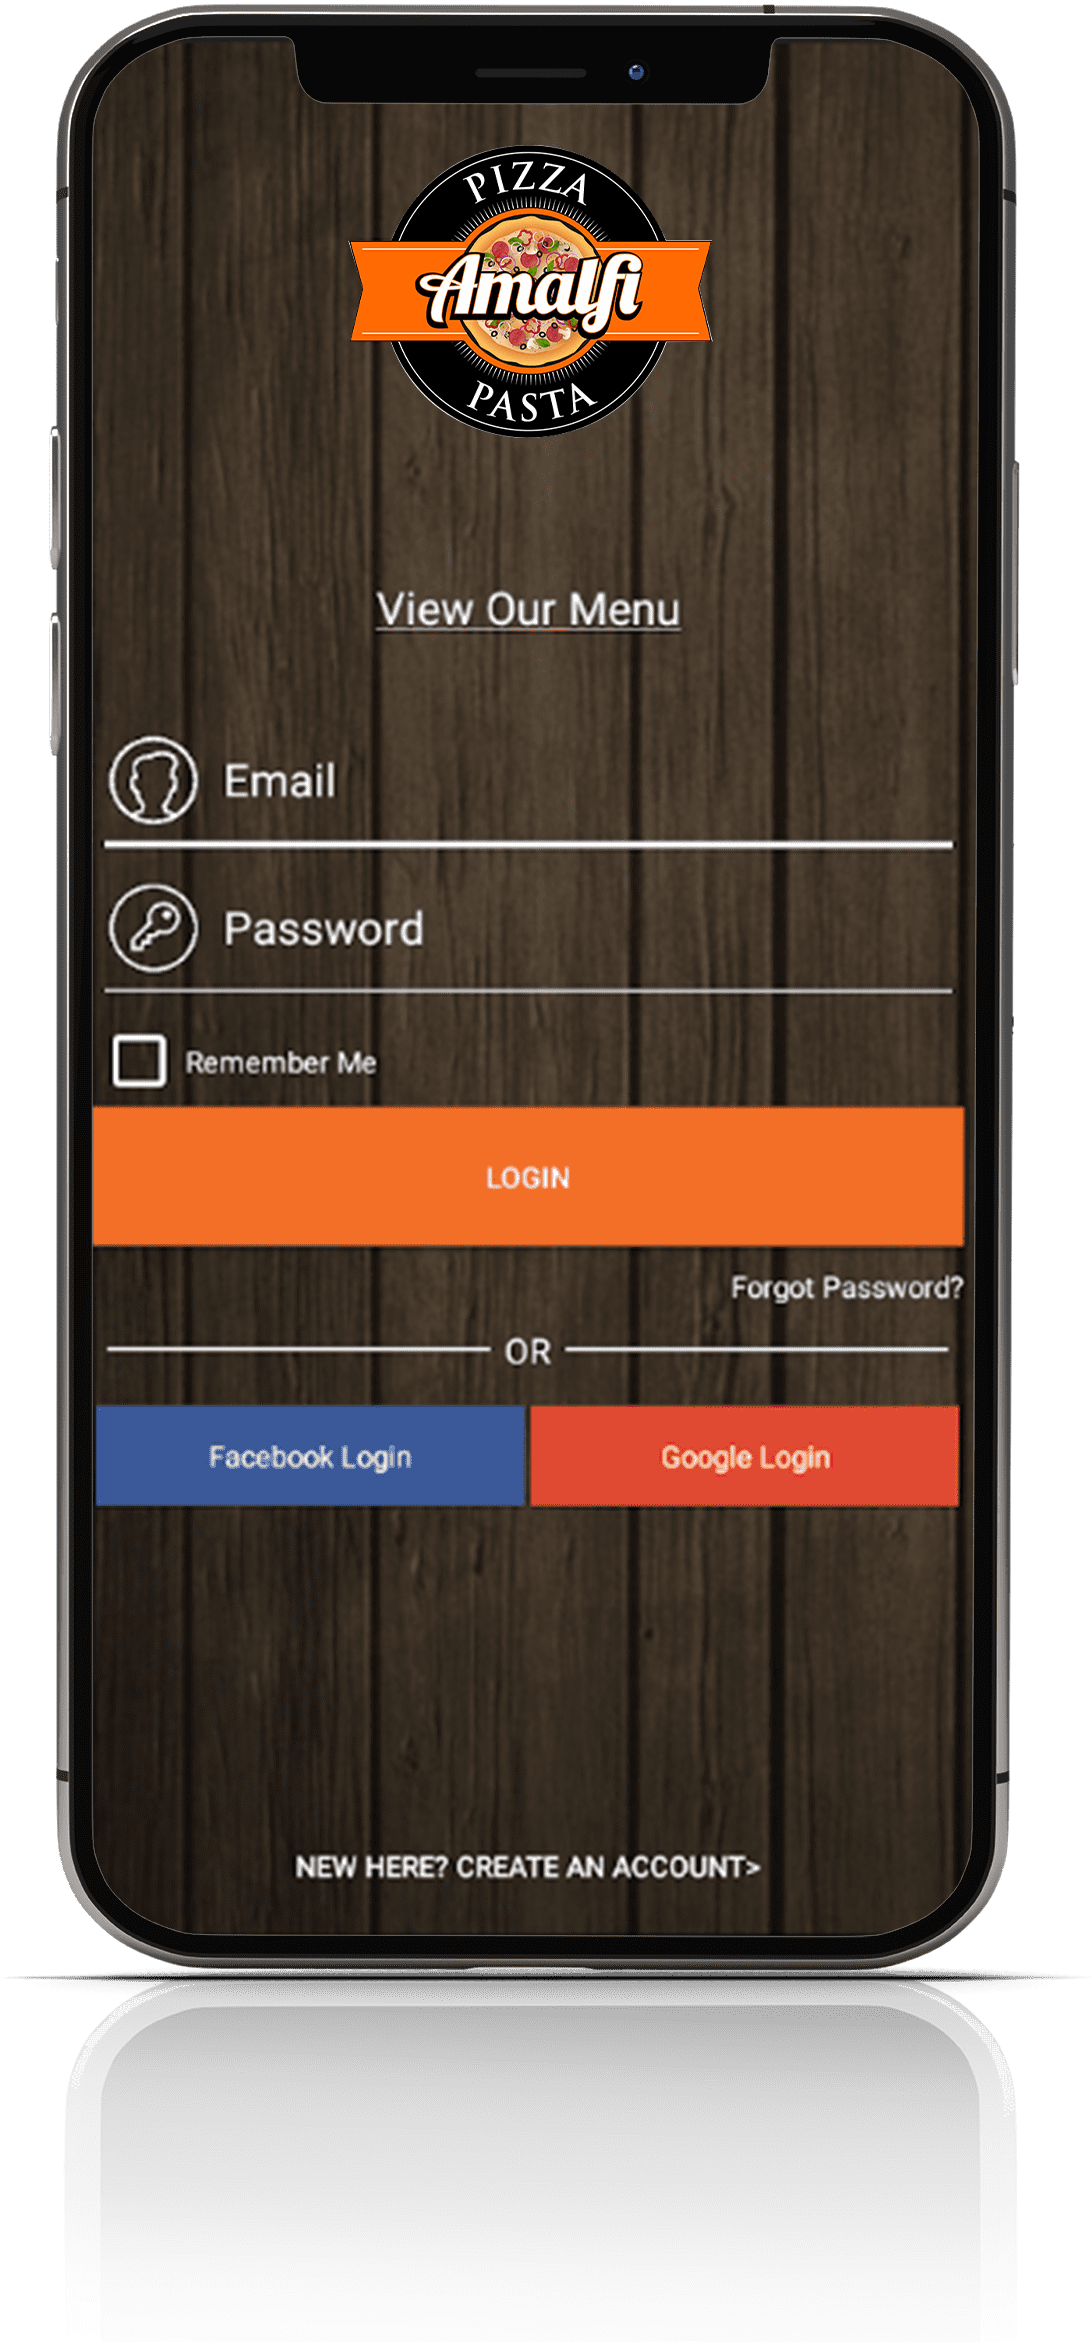 PIZZA
Amalfi
PASTA
View Our Menu
Email
Password
Remember Me
LOGIN
Forgot Password?
OR
Facebook Login
Google Login
NEW HERE? CREATE AN ACCOUNT>